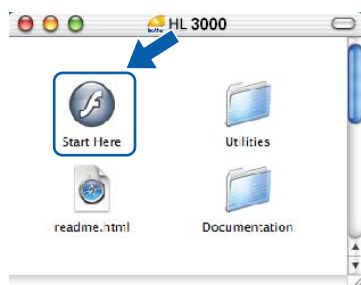 HL 3000
Start Here
Utilities
readme.html
Documentation